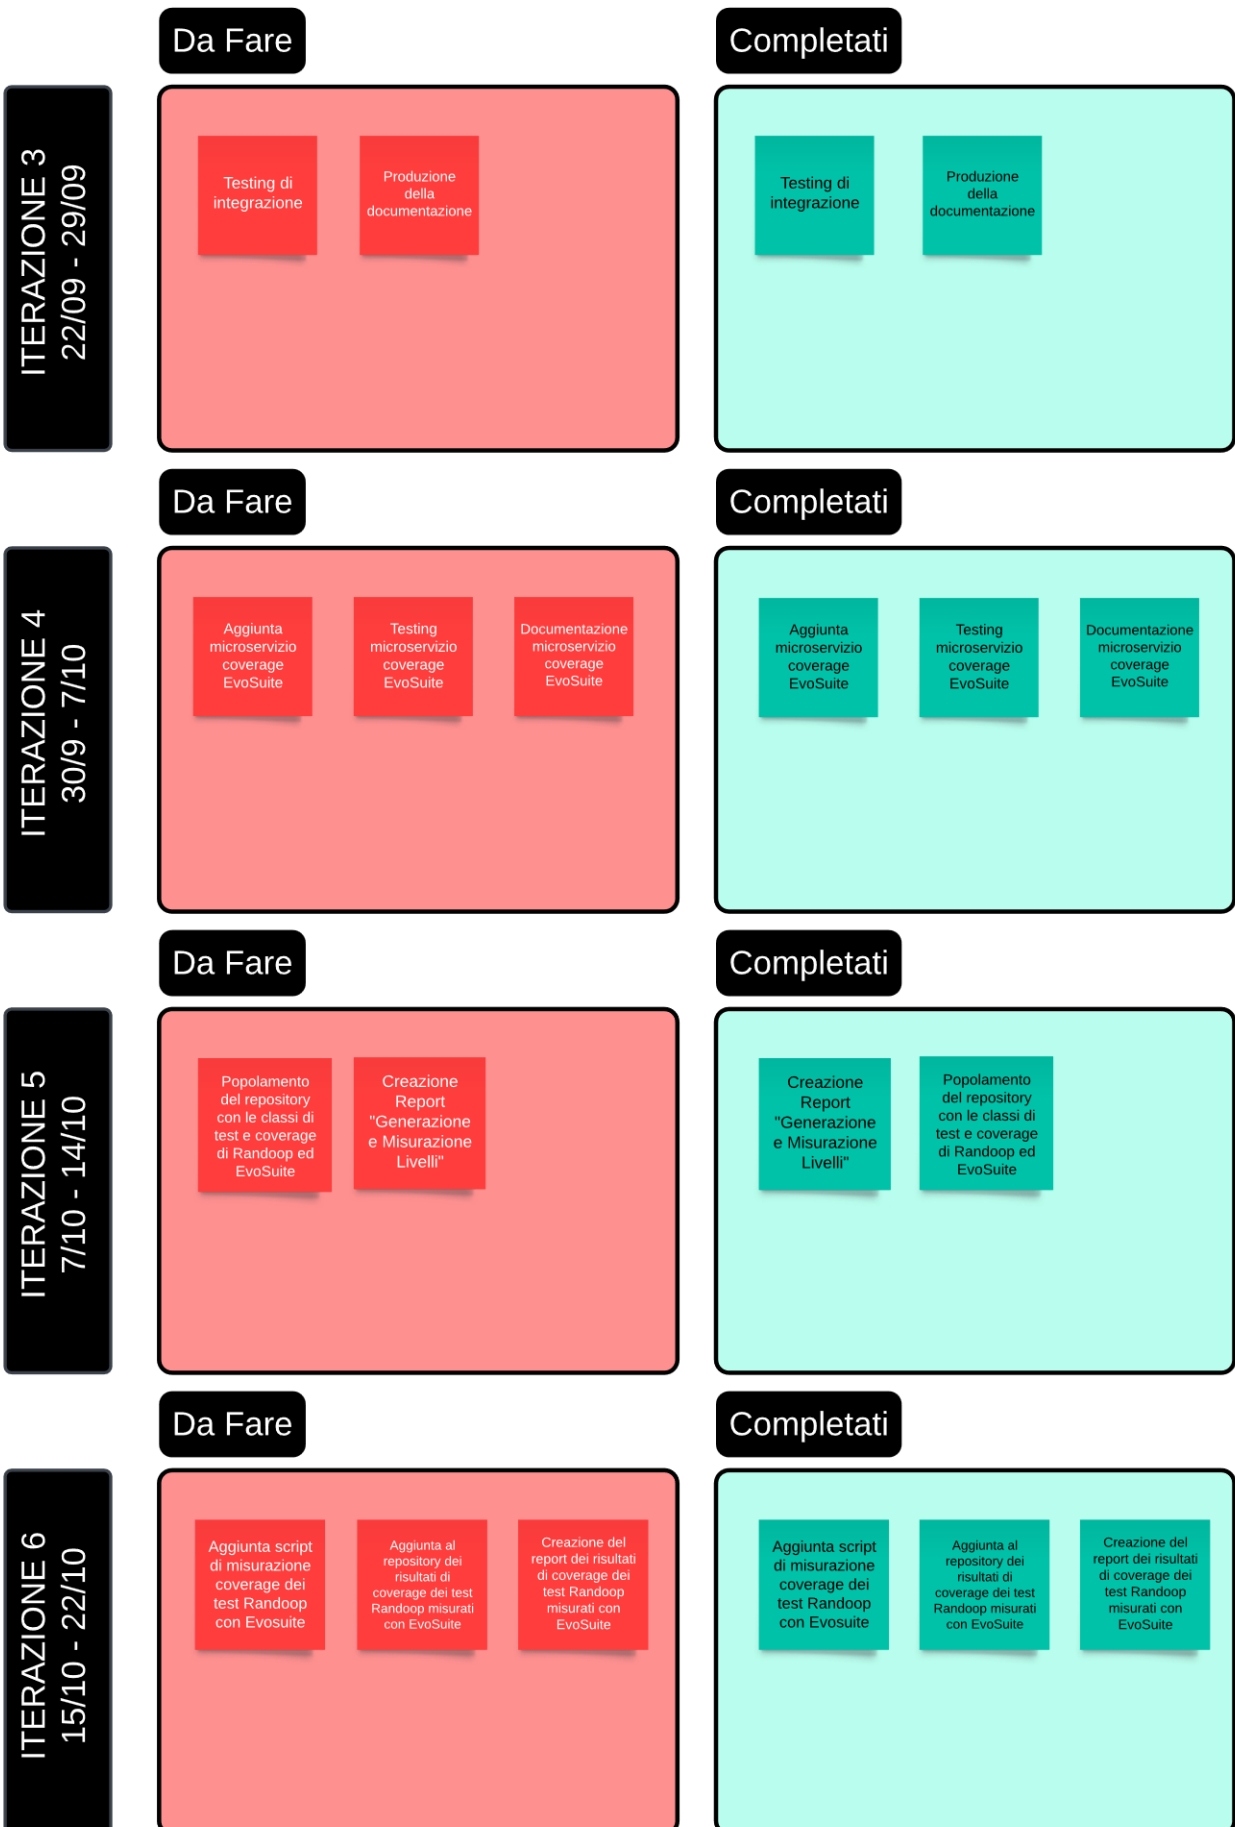 Da Fare
Completati
ITERAZIONE 3
22/09 - 29/09
Testing di
integrazione
Produzione
della
documentazione
Testing di
integrazione
Produzione
della
documentazione
Da Fare
Completati
ITERAZIONE 4
30/9 - 7/10
Aggiunta
microservizio
coverage
EvoSuite
Testing
microservizio
coverage
EvoSuite
Documentazione
microservizio
coverage
EvoSuite
Aggiunta
microservizio
coverage
EvoSuite
Testing
microservizio
coverage
EvoSuite
Documentazione
microservizio
coverage
EvoSuite
Da Fare
Completati
ITERAZIONE 5
7/10 - 14/10
Popolamento
del repository
con le classi di
test e coverage
di Randoop ed
EvoSuite
Creazione
Report
"Generazione
e Misurazione
Livelli"
Creazione
Report
"Generazione
e Misurazione
Livelli"
Popolamento
del repository
con le classi di
test e coverage
di Randoop ed
EvoSuite
Da Fare
Completati
ITERAZIONE 6
15/10 - 22/10
Aggiunta script
di misurazione
coverage dei
test Randoop
con Evosuite
Aggiunta al
repository dei
risultati di
coverage dei test
Randoop misurati
con EvoSuite
Creazione del
report dei risultati
di coverage dei
test Randoop
misurati con
EvoSuite
Aggiunta script
di misurazione
coverage dei
test Randoop
con Evosuite
Aggiunta al
repository dei
risultati di
coverage dei test
Randoop misurati
con EvoSuite
Creazione del
report dei risultati
di coverage dei
test Randoop
misurati con
EvoSuite